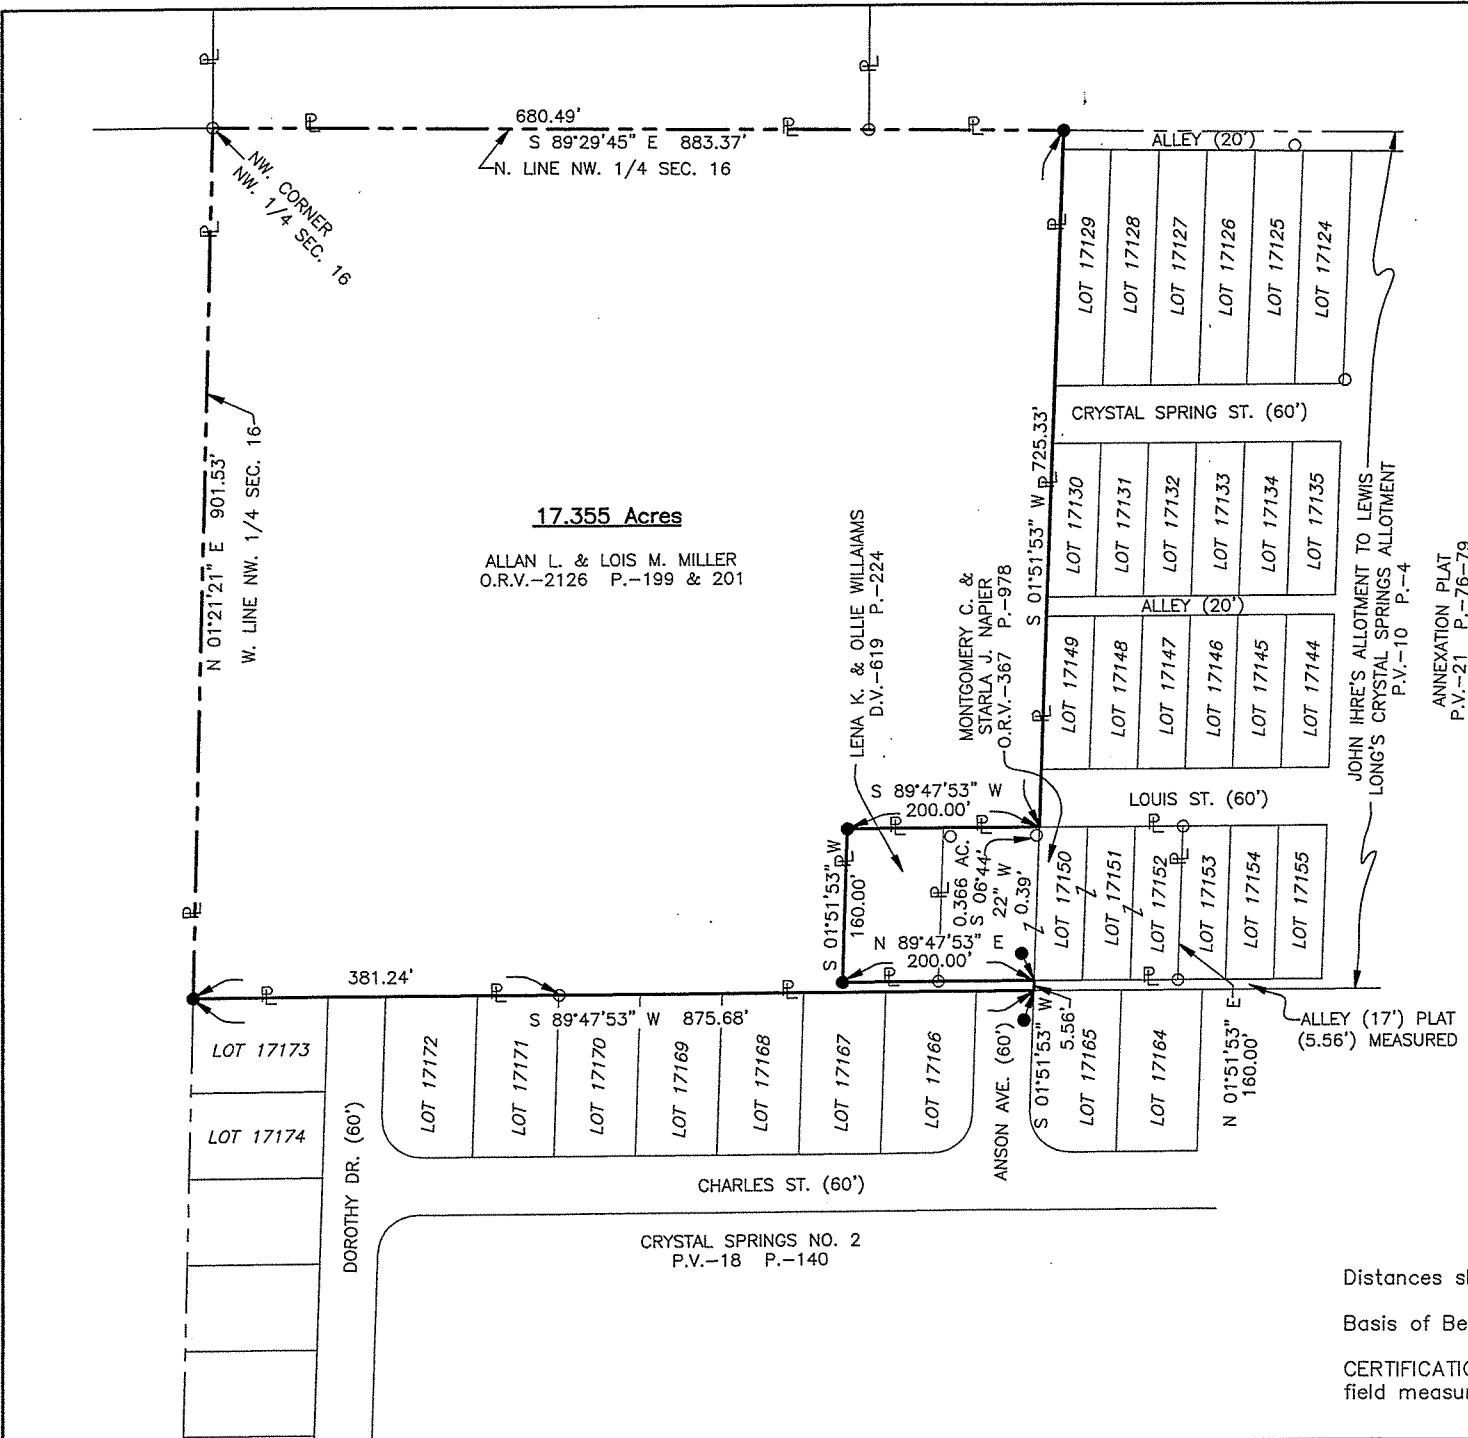 680.49'
S 89°29'45" E 883.37'
N. LINE NW. 1/4 SEC. 16
NW. CORNER
NW. 1/4 SEC. 16
ALLEY (20')
LOT 17129
LOT 17128
LOT 17127
LOT 17126
LOT 17125
LOT 17124
CRYSTAL SPRING ST. (60')
N 01°21'21" E 901.53'
W. LINE NW. 1/4 SEC. 16
17.355 Acres
ALLAN L. & LOIS M. MILLER
O.R.V.-2126 P.-199 & 201
LENA K. & OLLIE WILLAIAMS
D.V.-619 P.-224
MONTGOMERY C. &
STARLA J. NAPIER
O.R.V.-367 P.-978
S 01°51'53" W 725.33'
LOT 17130
LOT 17131
LOT 17132
LOT 17133
LOT 17134
LOT 17135
ALLEY (20')
LOT 17149
LOT 17148
LOT 17147
LOT 17146
LOT 17145
LOT 17144
JOHN IHRE'S ALLOTMENT TO LEWIS
LONG'S CRYSTAL SPRINGS ALLOTMENT
P.V.-10 P.-4
ANNEXATION PLAT
P.V.-21 P.-76-79
LOUIS ST. (60')
S 89°47'53" W
200.00'
S 01°51'53" W
160.00'
0.366 AC.
S 06°44'
22" W
0.39'
N 89°47'53" E
200.00'
LOT 17150
LOT 17151
LOT 17152
LOT 17153
LOT 17154
LOT 17155
381.24'
S 89°47'53" W 875.68'
LOT 17173
LOT 17174
DOROTHY DR. (60')
LOT 17172
LOT 17171
LOT 17170
LOT 17169
LOT 17168
LOT 17167
LOT 17166
ANSON AVE. (60')
S 01°51'53" W
5.56'
LOT 17165
LOT 17164
N 01°51'53" E
160.00'
ALLEY (17') PLAT
(5.56') MEASURED
CHARLES ST. (60')
CRYSTAL SPRINGS NO. 2
P.V.-18 P.-140
Distances
Basis of Be
CERTIFICATIO
field measu